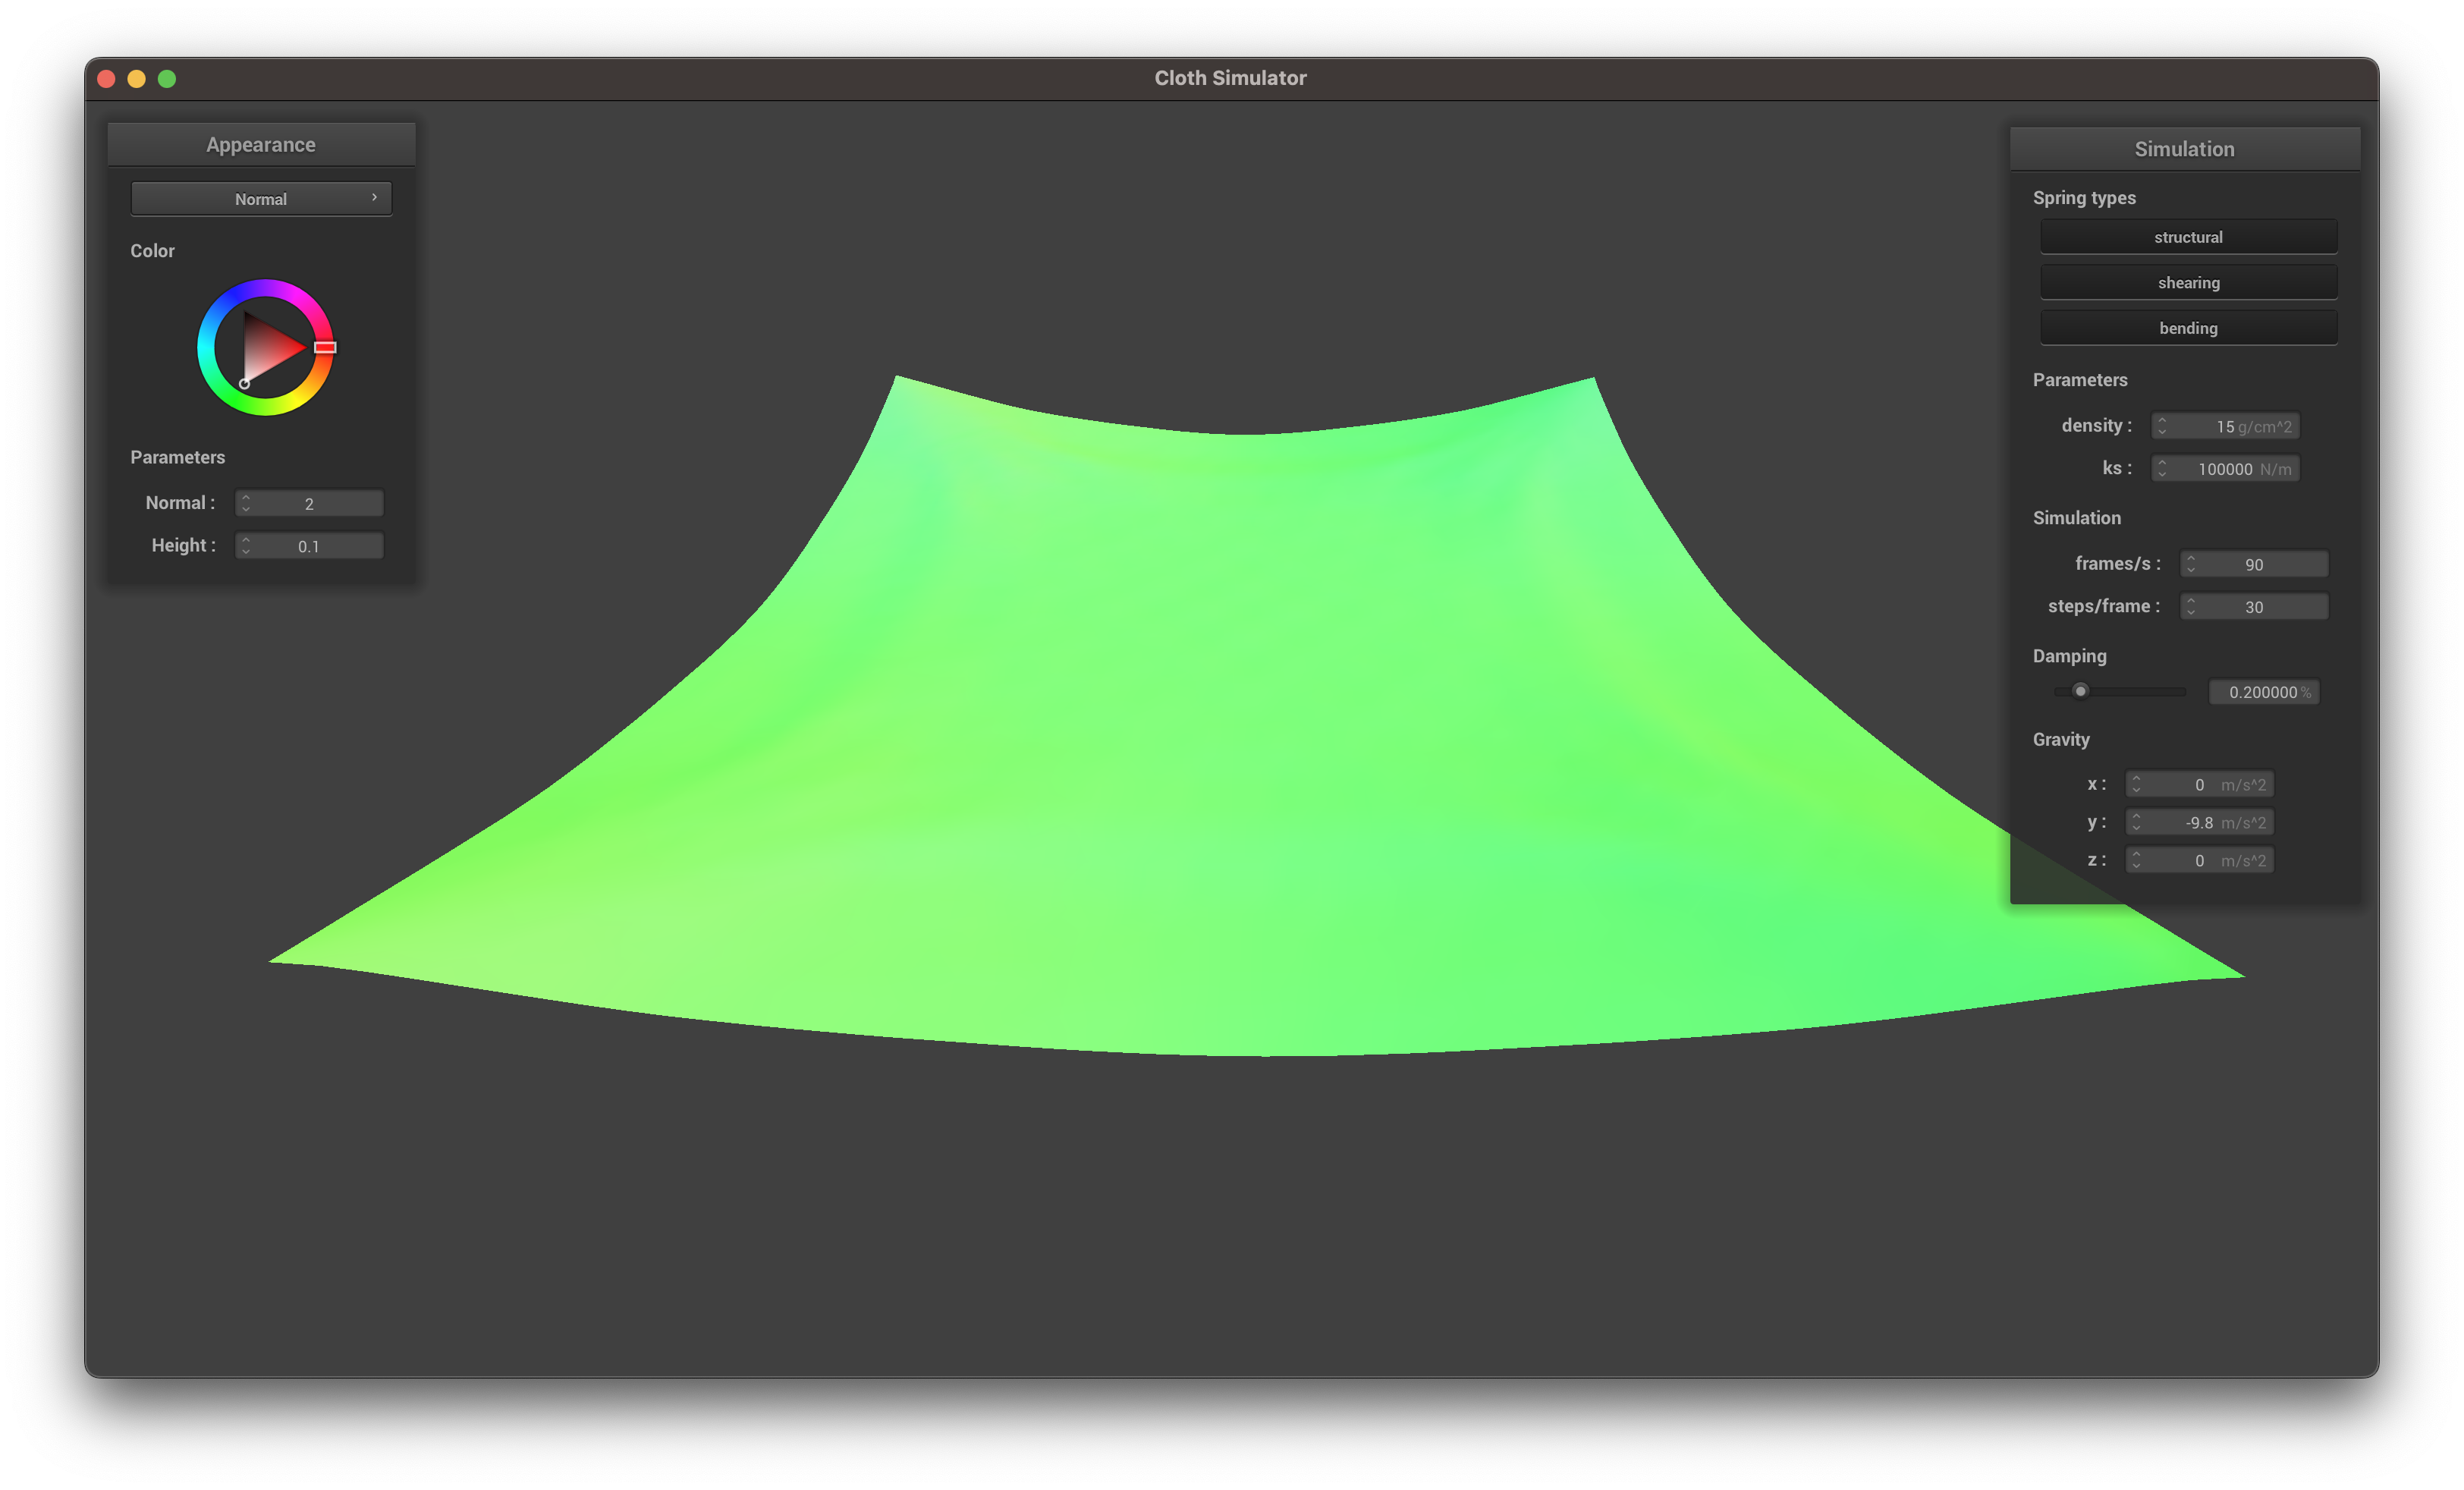 Cloth Simulator
Appearance
Normal
Color
Parameters
Normal : 2
Height : 0.1
Simulation
Spring types
structural
shearing
bending
Parameters
density : 15 g/cm^2
ks : 100000 N/m
Simulation
frames/s : 90
steps/frame : 30
Damping
0.200000 %
Gravity
x : 0 m/s^2
y : -9.8 m/s^2
z : 0 m/s^2